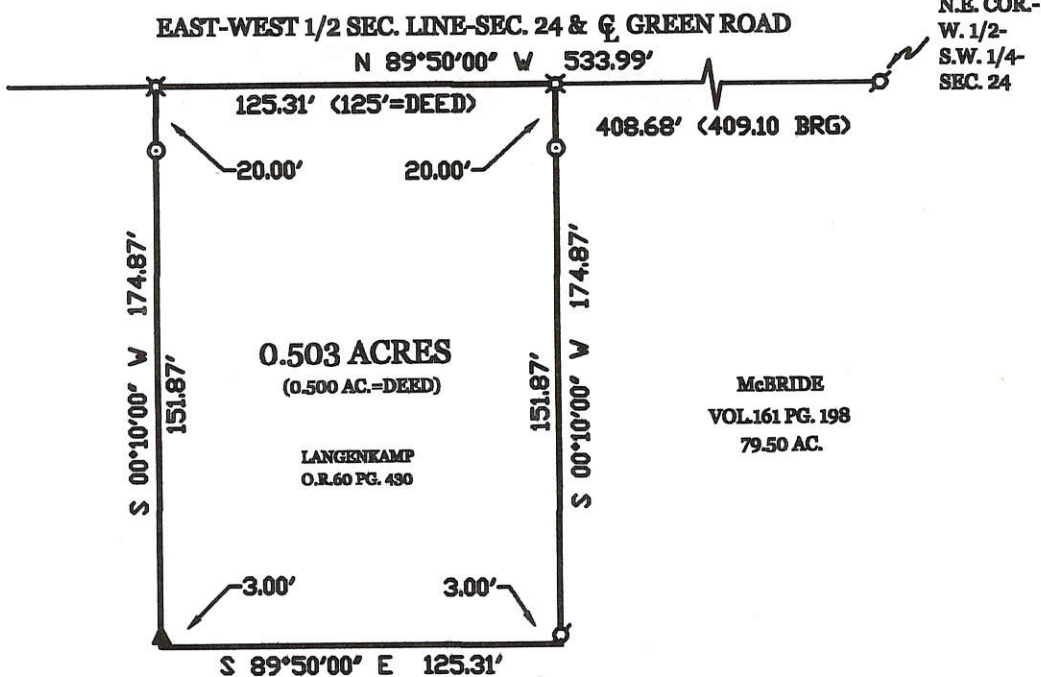 N.E. COR.-
W. 1/2-
S.W. 1/4-
SEC. 24
EAST-WEST 1/2 SEC. LINE-SEC. 24 & ℄ GREEN ROAD
N 89°50'00" W 533.99'
125.31' (125'=DEED)
408.68' (409.10 BRG)
20.00'
20.00'
S 00°10'00" W 174.87'
151.87'
S 00°10'00" W 174.87'
151.87'
0.503 ACRES
(0.500 AC.=DEED)
LANGENKAMP
O.R.60 PG. 430
McBRIDE
VOL.161 PG. 198
79.50 AC.
3.00'
3.00'
S 89°50'00" E 125.31'